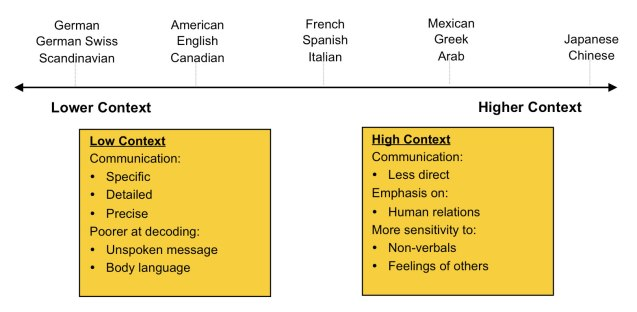 German
German Swiss
Scandinavian
American
English
Canadian
French
Spanish
Italian
Mexican
Greek
Arab
Japanese
Chinese
Lower Context
Higher Context
Low Context
Communication:
• Specific
• Detailed
• Precise
Poorer at decoding:
• Unspoken message
• Body language
High Context
Communication:
• Less direct
Emphasis on:
• Human relations
More sensitivity to:
• Non-verbals
• Feelings of others